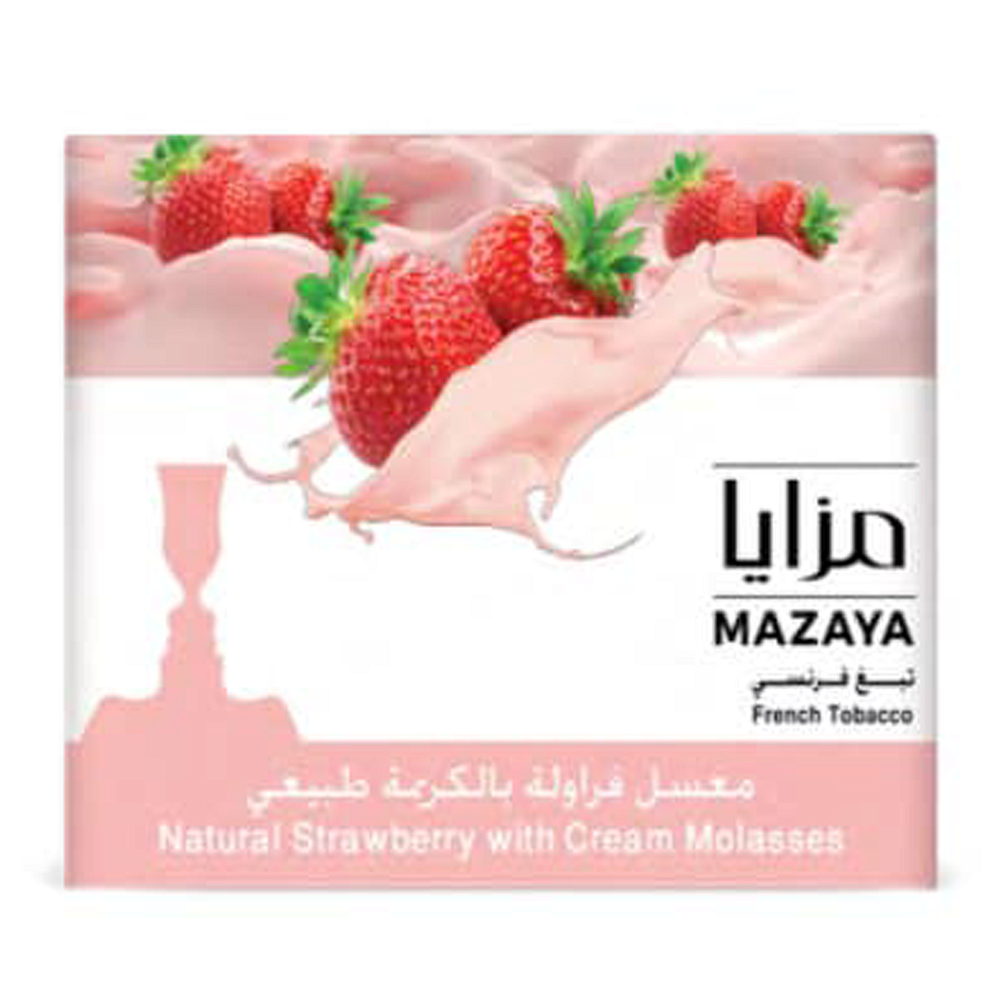 مزايا
MAZAYA
تبغ فرنسي
French Tobacco
معسل فراولة بالكريمة طبيعي
Natural Strawberry with Cream Molasses